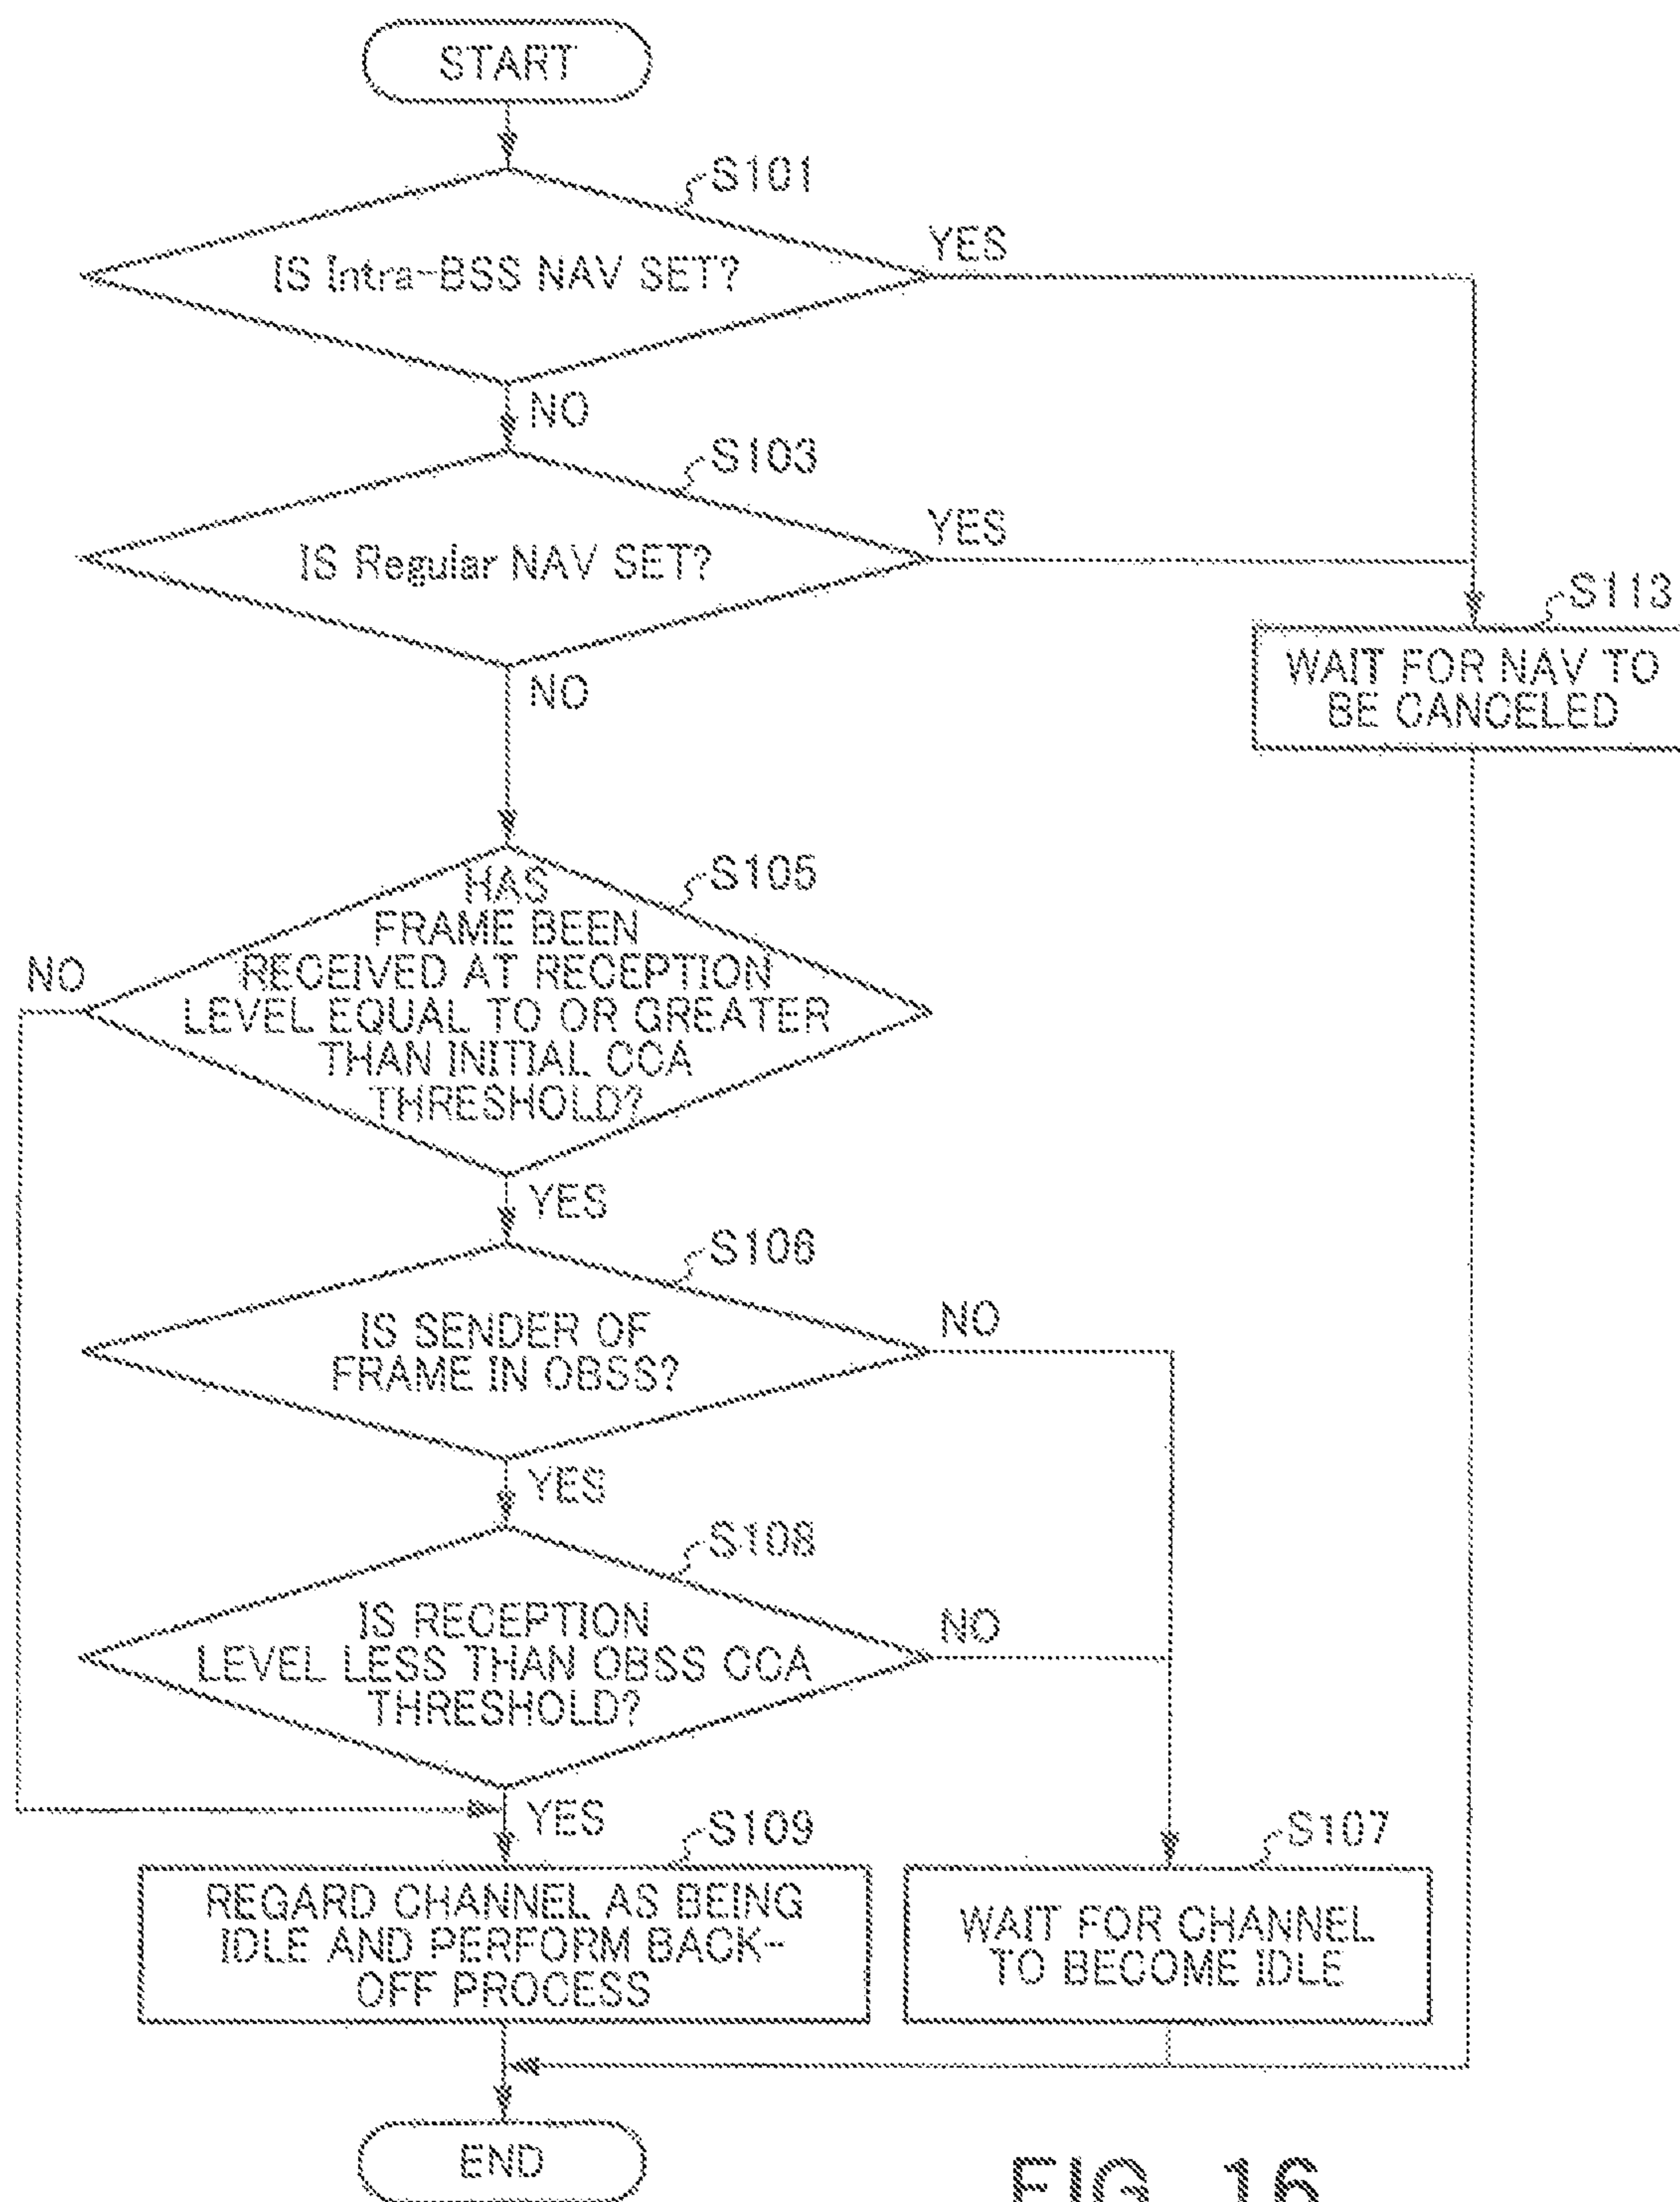 START
S101
IS Intra-BSS NAV SET?
YES
NO
S103
IS Regular NAV SET?
YES
NO
S113
WAIT FOR NAV TO
BE CANCELED
S105
HAS
FRAME BEEN
RECEIVED AT RECEPTION
LEVEL EQUAL TO OR GREATER
THAN INITIAL CCA
THRESHOLD?
NO
YES
S106
IS SENDER OF
FRAME IN OBSS?
NO
YES
S108
IS RECEPTION
LEVEL LESS THAN OBSS CCA
THRESHOLD?
NO
YES
S109
REGARD CHANNEL AS BEING
IDLE AND PERFORM BACK-
OFF PROCESS
S107
WAIT FOR CHANNEL
TO BECOME IDLE
END
FIG. 16